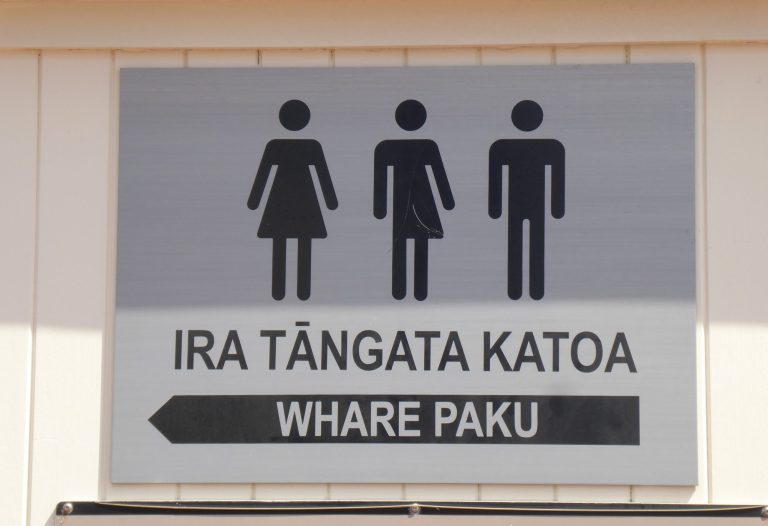 IRA TĀNGATA KATOA
WHARE PAKU